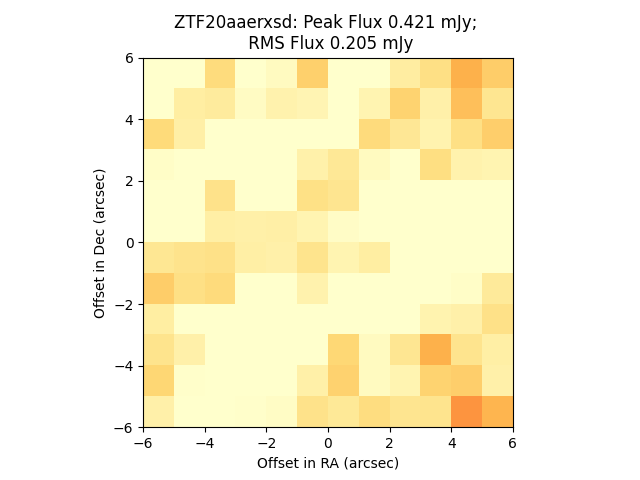 ZTF20aaerxsd: Peak Flux 0.421 mJy;
RMS Flux 0.205 mJy
6
4
2
0
−2
−4
−6
Offset in Dec (arcsec)
−6 −4 −2 0 2 4 6
Offset in RA (arcsec)